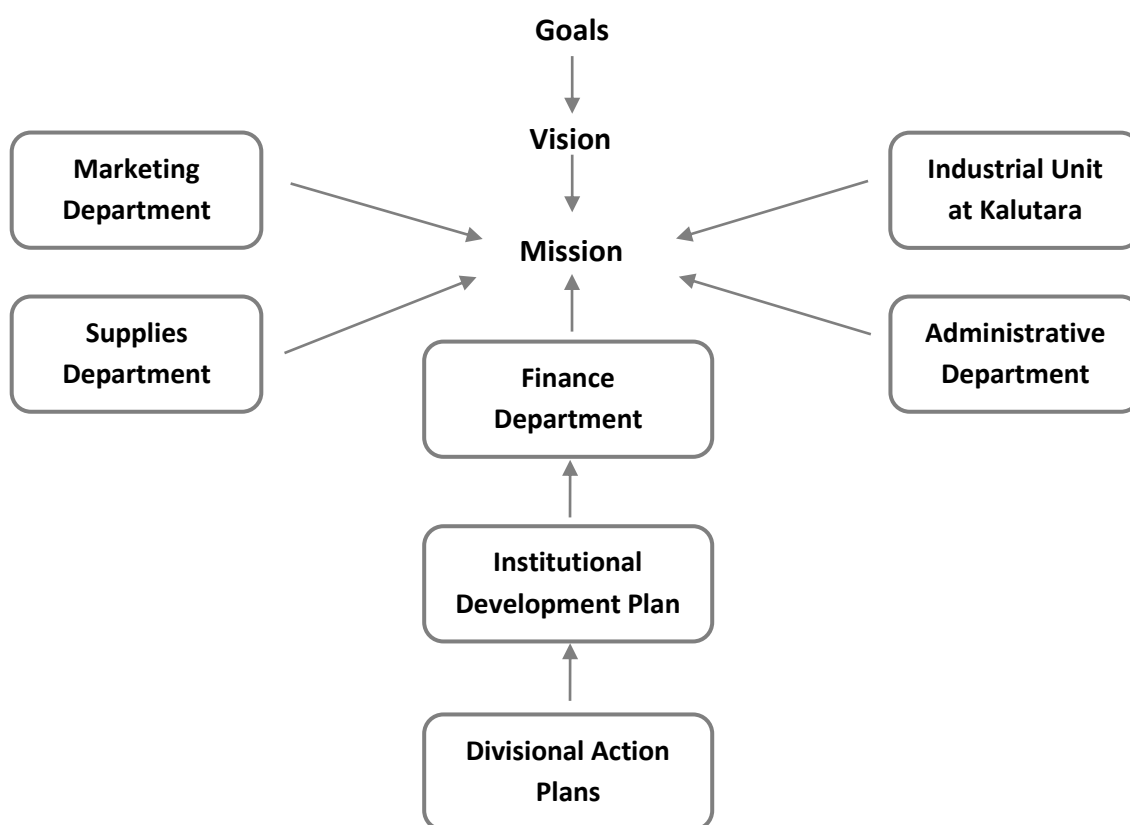 Goals
Vision
Marketing
Department
Industrial Unit
at Kalutara
Mission
Supplies
Department
Finance
Department
Administrative
Department
Institutional
Development Plan
Divisional Action
Plans